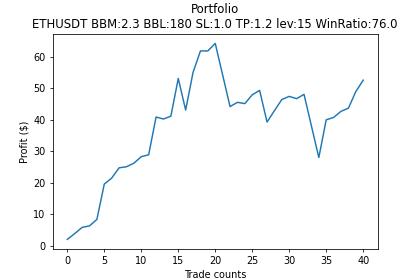 Portfolio
ETHUSDT BBM:2.3 BBL:180 SL:1.0 TP:1.2 lev:15 WinRatio:76.0
Profit ($)
60
50
40
30
20
10
0
0 5 10 15 20 25 30 35 40
Trade counts